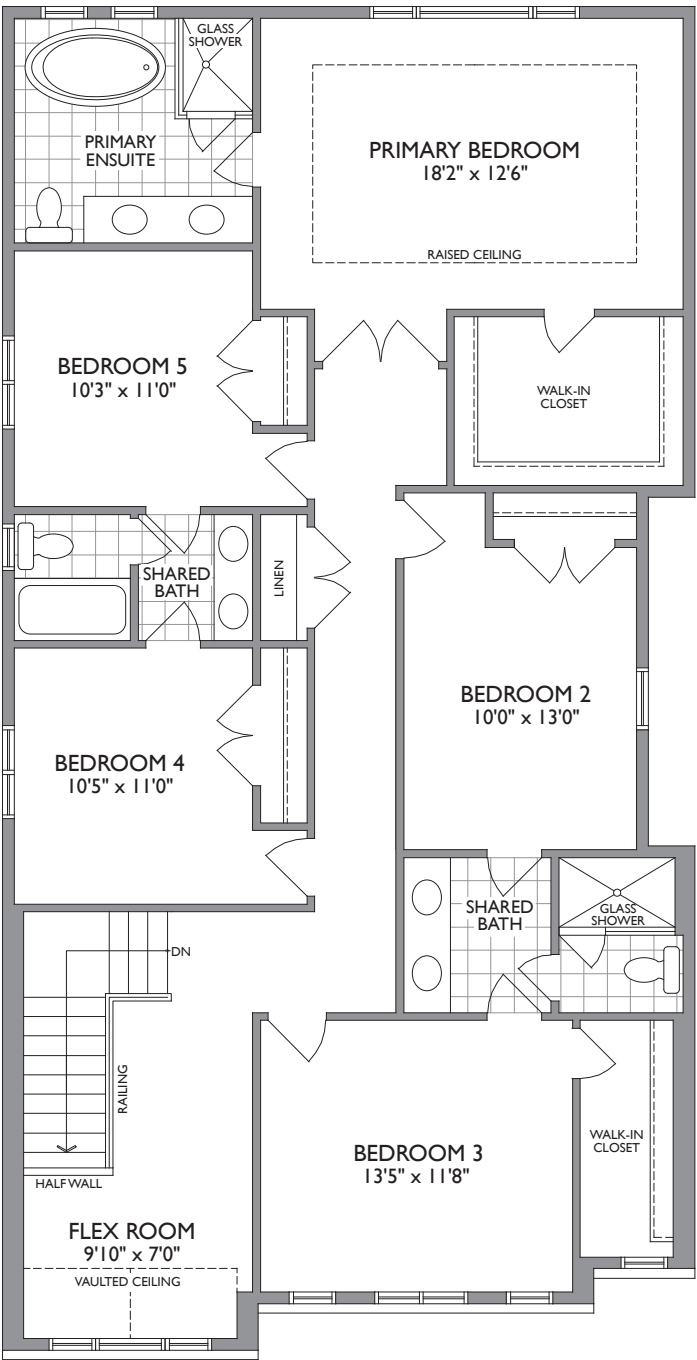 GLASS
SHOWER
PRIMARY
ENSUITE
PRIMARY BEDROOM
18'2" x 12'6"
RAISED CEILING
BEDROOM 5
10'3" x 11'0"
WALK-IN
CLOSET
SHARED
BATH
LINEN
BEDROOM 2
10'0" x 13'0"
BEDROOM 4
10'5" x 11'0"
SHARED
BATH
GLASS
SHOWER
DN
RAILING
HALF WALL
BEDROOM 3
13'5" x 11'8"
WALK-IN
CLOSET
FLEX ROOM
9'10" x 7'0"
VAULTED CEILING